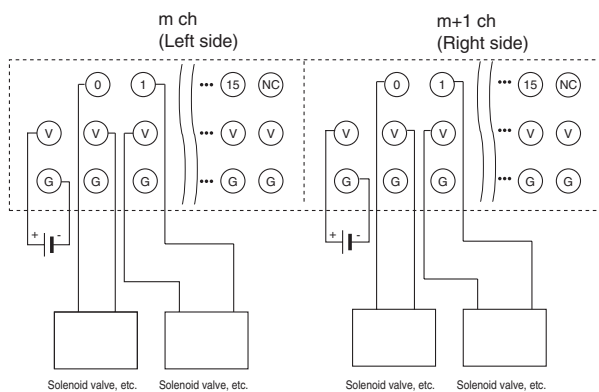 m ch
(Left side)
m+1 ch
(Right side)
0 1 ••• 15 NC
0 1 ••• 15 NC
V V V ••• V V
V V V ••• V V
G G G ••• G G
G G G ••• G G
+ -
+ -
Solenoid valve, etc. Solenoid valve, etc.
Solenoid valve, etc. Solenoid valve, etc.